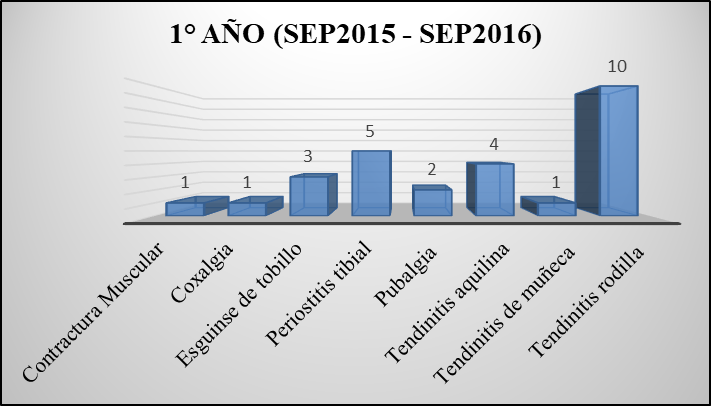 1° AÑO (SEP2015 - SEP2016)
1
1
3
5
2
4
1
10
Contractura Muscular
Coxalgia
Esguinse de tobillo
Periostitis tibial
Pubalgia
Tendinitis aquilina
Tendinitis de muñeca
Tendinitis rodilla